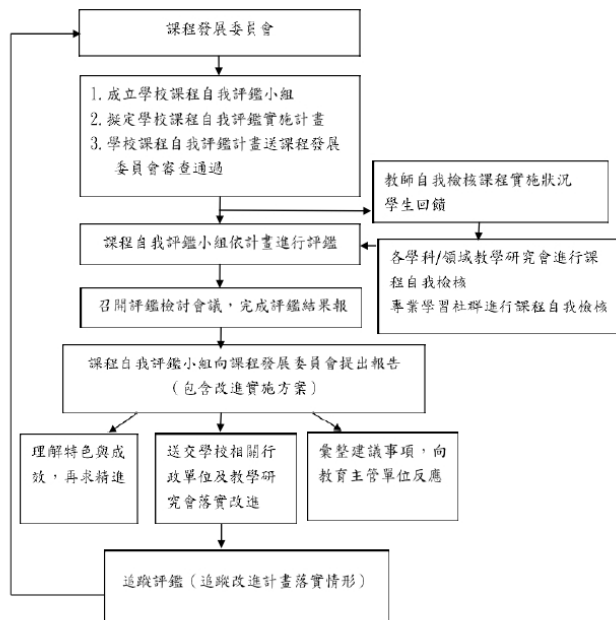 課程發展委員會
1. 成立學校課程自我評鑑小組
2. 擬定學校課程自我評鑑實施計畫
3. 學校課程自我評鑑計畫送課程發展
委員會審查通過
教師自我檢核課程實施狀況
學生回饋
課程自我評鑑小組依計畫進行評鑑
各學科/領域教學研究會進行課
程自我檢核
專業學習社群進行課程自我檢核
召開評鑑檢討會議，完成評鑑結果報
課程自我評鑑小組向課程發展委員會提出報告
（包含改進實施方案）
理解特色與成
效，再求精進
送交學校相關行
政單位及教學研
究會落實改進
彙整建議事項，向
教育主管單位反應
追蹤評鑑（追蹤改進計畫落實情形）